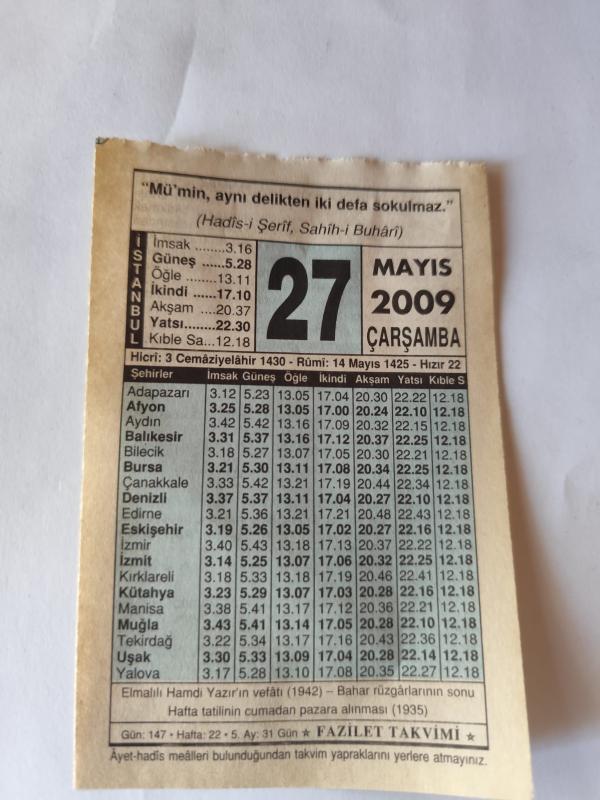 "Mü'min, aynı delikten iki defa sokulmaz."
(Hadîs-i Şerîf, Sahîh-i Buhârî)
İSTANBUL
İmsak ........3.16
Güneş ......5.28
Öğle ........13.11
İkindi ......17.10
Akşam ....20.37
Yatsı........22.30
Kıble Sa...12.18
27
MAYIS
2009
ÇARŞAMBA
Hicrî: 3 Cemâziyelâhir 1430 - Rûmî: 14 Mayıs 1425 - Hızır 22
Şehirler İmsak Güneş Öğle İkindi Akşam Yatsı Kıble S
Adapazarı 3.12 5.23 13.05 17.04 20.30 22.22 12.18
Afyon 3.25 5.28 13.05 17.00 20.24 22.10 12.18
Aydın 3.42 5.42 13.16 17.09 20.32 22.15 12.18
Balıkesir 3.31 5.37 13.16 17.12 20.37 22.25 12.18
Bilecik 3.18 5.27 13.07 17.05 20.30 22.21 12.18
Bursa 3.21 5.30 13.11 17.08 20.34 22.25 12.18
Çanakkale 3.33 5.42 13.21 17.19 20.44 22.34 12.18
Denizli 3.37 5.37 13.11 17.04 20.27 22.10 12.18
Edirne 3.21 5.36 13.21 17.21 20.48 22.43 12.18
Eskişehir 3.19 5.26 13.05 17.02 20.27 22.16 12.18
İzmir 3.40 5.43 13.18 17.13 20.37 22.22 12.18
İzmit 3.14 5.25 13.07 17.06 20.32 22.25 12.18
Kırklareli 3.18 5.33 13.18 17.19 20.46 22.41 12.18
Kütahya 3.23 5.29 13.07 17.03 20.28 22.16 12.18
Manisa 3.38 5.41 13.17 17.12 20.36 22.21 12.18
Muğla 3.43 5.41 13.14 17.05 20.28 22.10 12.18
Tekirdağ 3.22 5.34 13.17 17.16 20.43 22.36 12.18
Uşak 3.30 5.33 13.09 17.04 20.28 22.14 12.18
Yalova 3.17 5.28 13.10 17.08 20.35 22.27 12.18
Elmalılı Hamdi Yazır'ın vefâtı (1942) – Bahar rüzgârlarının sonu
Hafta tatilinin cumadan pazara alınması (1935)
Gün: 147 • Hafta: 22 • 5. Ay: 31 Gün ★ FAZİLET TAKVİMİ ★
Âyet-hadîs meâlleri bulunduğundan takvim yapraklarını yerlere atmayınız.